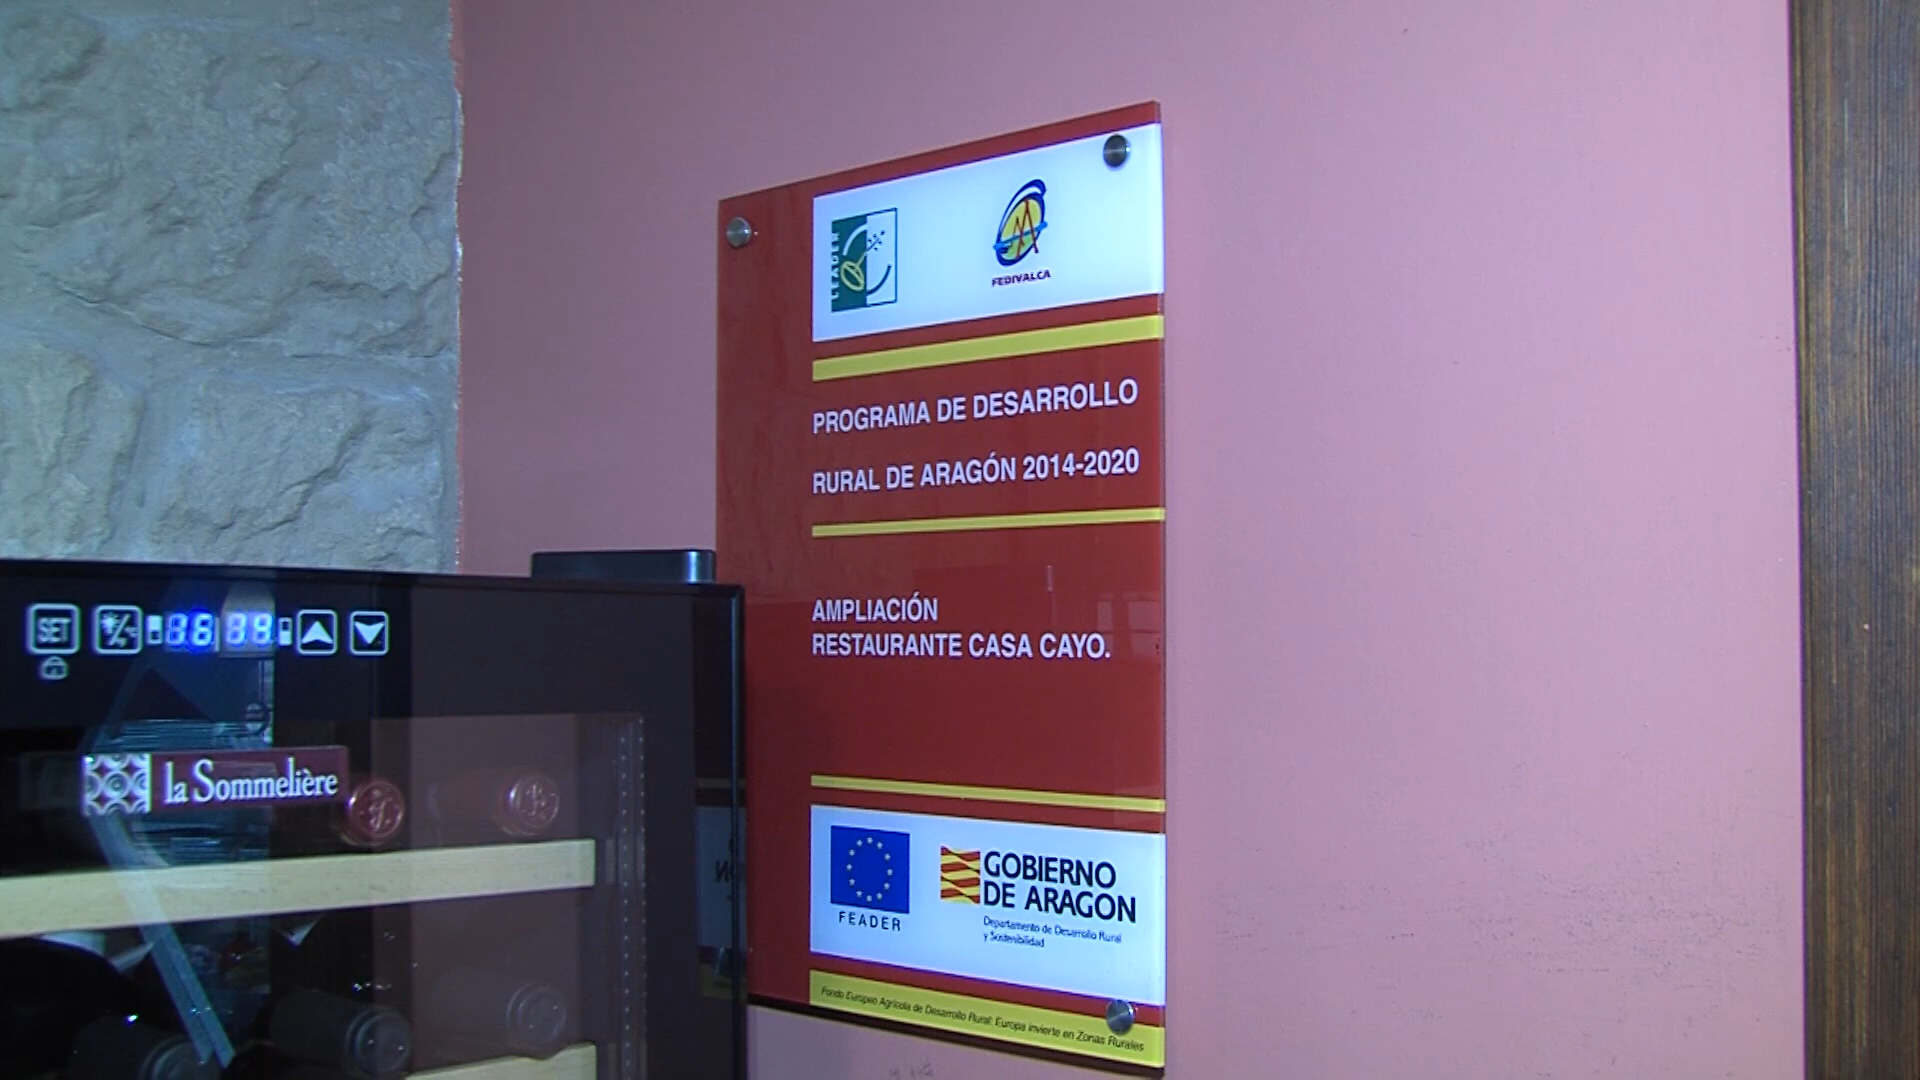 LEADER
FEDIVALCA
PROGRAMA DE DESARROLLO
RURAL DE ARAGÓN 2014-2020
AMPLIACIÓN
RESTAURANTE CASA CAYO.
FEADER
GOBIERNO
DE ARAGON
Departamento de Desarrollo Rural
y Sostenibilidad
Fondo Europeo Agrícola de Desarrollo Rural: Europa invierte en Zonas Rurales
SET
la Sommelière